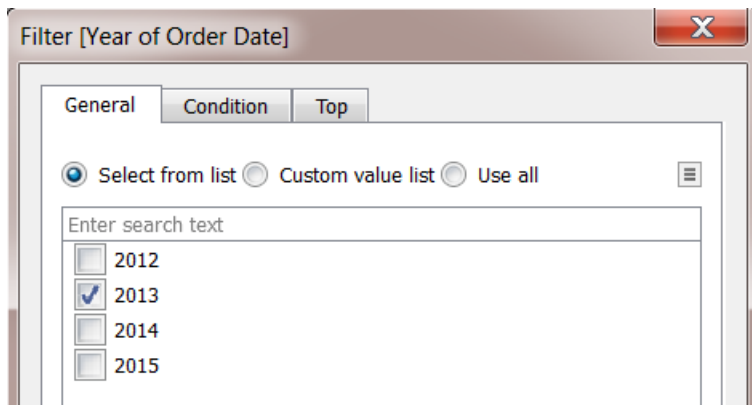 Filter [Year of Order Date]
X
General Condition Top
Select from list Custom value list Use all
Enter search text
2012
2013
2014
2015